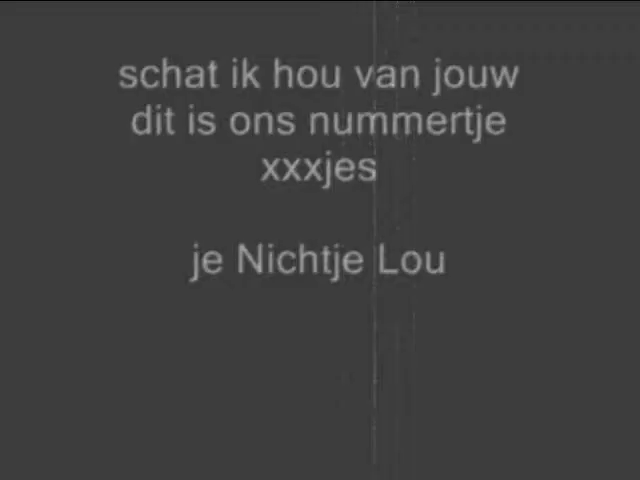 schat ik hou van jouw
dit is ons nummertje
xxxjes
je Nichtje Lou